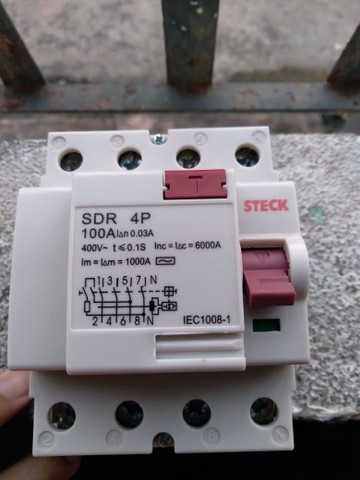 T
STECK
SDR 4P
100A IΔn 0.03A
400V~ t ≤ 0.1S Inc = IΔc = 6000A
Im = IΔm = 1000A
1 3 5 7 N
2 4 6 8 N
IEC1008-1